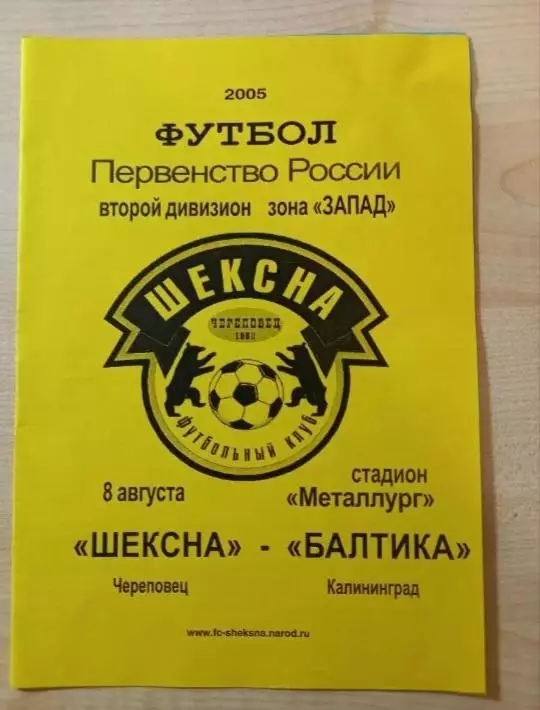 2005
ФУТБОЛ
Первенство России
второй дивизион зона «ЗАПАД»
ШЕКСНА
ЧЕРЕПОВЕЦ
футбольный клуб
8 августа
стадион
«Металлург»
«ШЕКСНА» - «БАЛТИКА»
Череповец Калининград
www.fc-sheksna.narod.ru